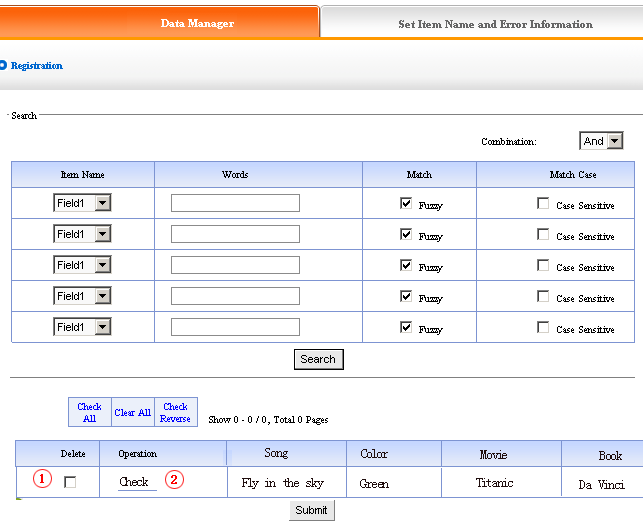 Data Manager
Set Item Name and Error Information
Registration
Search
Combination: And
Item Name Words Match Match Case
Field1 Fuzzy Case Sensitive
Field1 Fuzzy Case Sensitive
Field1 Fuzzy Case Sensitive
Field1 Fuzzy Case Sensitive
Field1 Fuzzy Case Sensitive
Search
Check All
Clear All
Check Reverse
Show 0 - 0 / 0, Total 0 Pages
Delete Operation Song Color Movie Book
1 Check 2 Fly in the sky Green Titanic Da Vinci
Submit